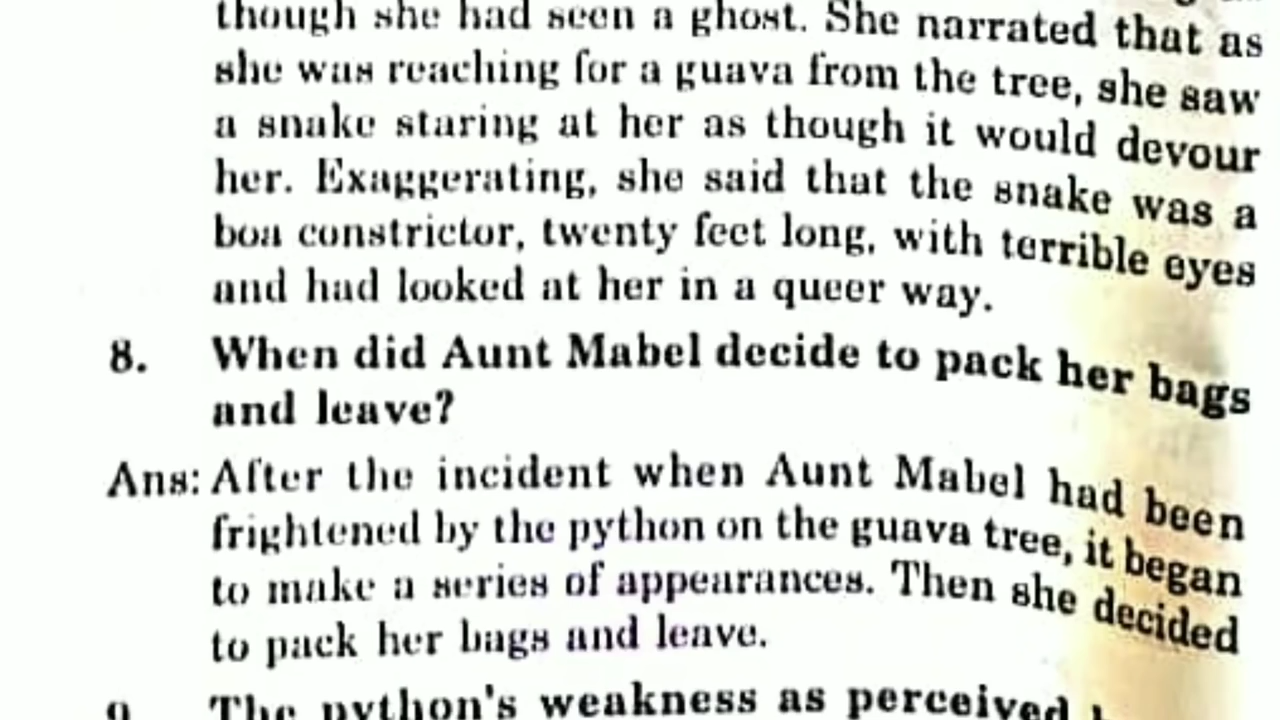 though she had seen a ghost. She narrated that as
she was reaching for a guava from the tree, she saw
a snake staring at her as though it would devour
her. Exaggerating, she said that the snake was a
boa constrictor, twenty feet long, with terrible eyes
and had looked at her in a queer way.
8. When did Aunt Mabel decide to pack her bags
and leave?
Ans: After the incident when Aunt Mabel had been
frightened by the python on the guava tree, it began
to make a series of appearances. Then she decided
to pack her bags and leave.
9. The python's weakness as perceived